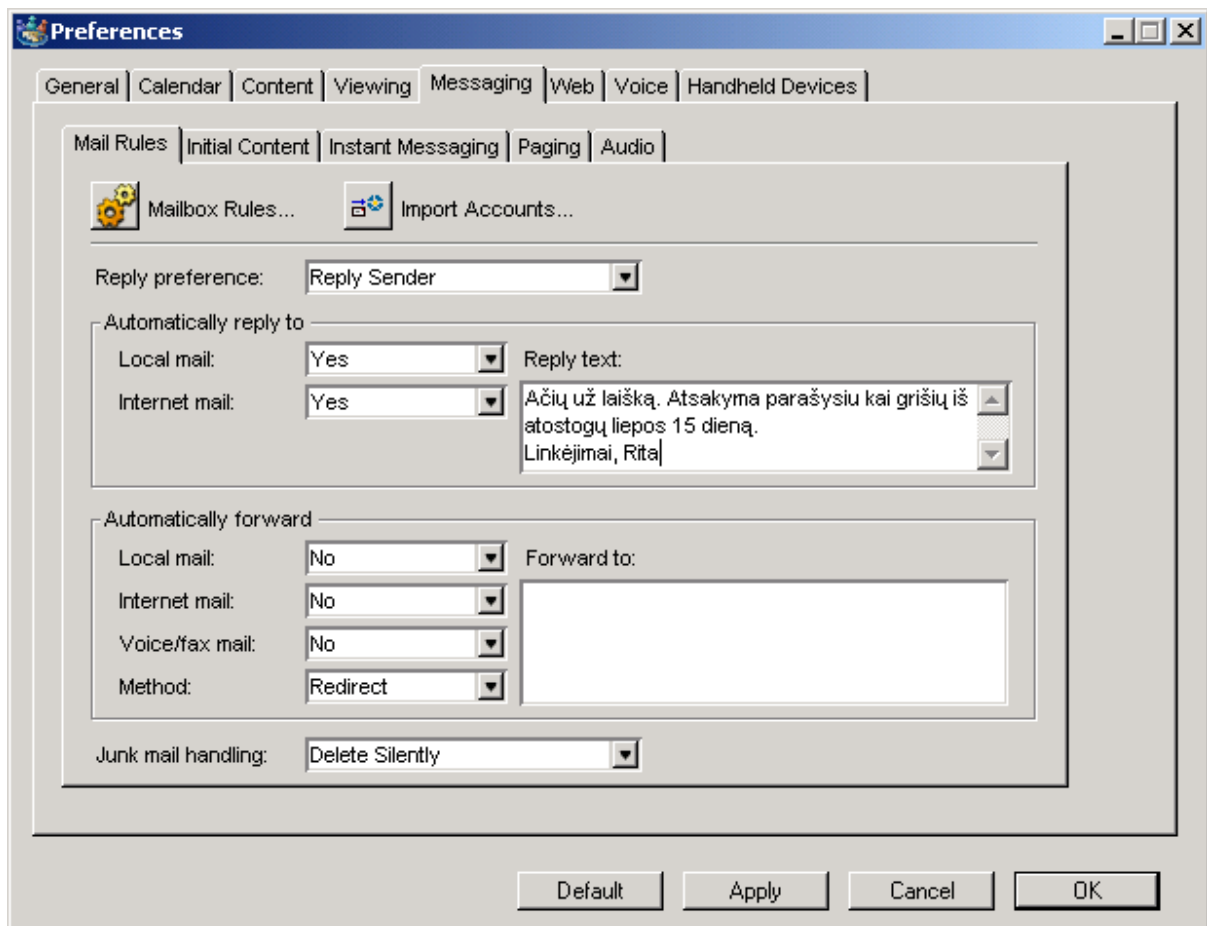 Preferences
General Calendar Content Viewing Messaging Web Voice Handheld Devices
Mail Rules Initial Content Instant Messaging Paging Audio
Mailbox Rules... Import Accounts...
Reply preference: Reply Sender
Automatically reply to
Local mail: Yes Reply text:
Internet mail: Yes
Ačių už laišką. Atsakyma parašysiu kai grišių iš
atostogų liepos 15 dieną.
Linkėjimai, Rita
Automatically forward
Local mail: No Forward to:
Internet mail: No
Voice/fax mail: No
Method: Redirect
Junk mail handling: Delete Silently
Default Apply Cancel OK